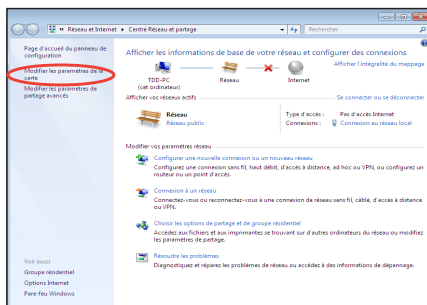 Réseau et Internet ▸ Centre Réseau et partage
Rechercher
Page d'accueil du panneau de
configuration
Modifier les paramètres de la
carte
Modifier les paramètres de
partage avancés
Voir aussi
Groupe résidentiel
Options Internet
Pare-feu Windows
Afficher les informations de base de votre réseau et configurer des connexions
Afficher l'intégralité du mappage
TDD-PC
(cet ordinateur)
Réseau
Internet
Afficher vos réseaux actifs
Se connecter ou se déconnecter
Réseau
Réseau public
Type d'accès : Pas d'accès Internet
Connexions : Connexion au réseau local
Modifier vos paramètres réseau
Configurer une nouvelle connexion ou un nouveau réseau
Configurez une connexion sans fil, haut débit, d'accès à distance, ad hoc ou VPN, ou configurez un
routeur ou un point d'accès.
Connexion à un réseau
Connectez-vous ou reconnectez-vous à une connexion de réseau sans fil, câblé, d'accès à distance
ou VPN.
Choisir les options de partage et de groupe résidentiel
Accédez aux fichiers et aux imprimantes se trouvant sur d'autres ordinateurs du réseau ou modifiez
les paramètres de partage.
Résoudre les problèmes
Diagnostiquez et réparez les problèmes de réseau ou accédez à des informations de dépannage.